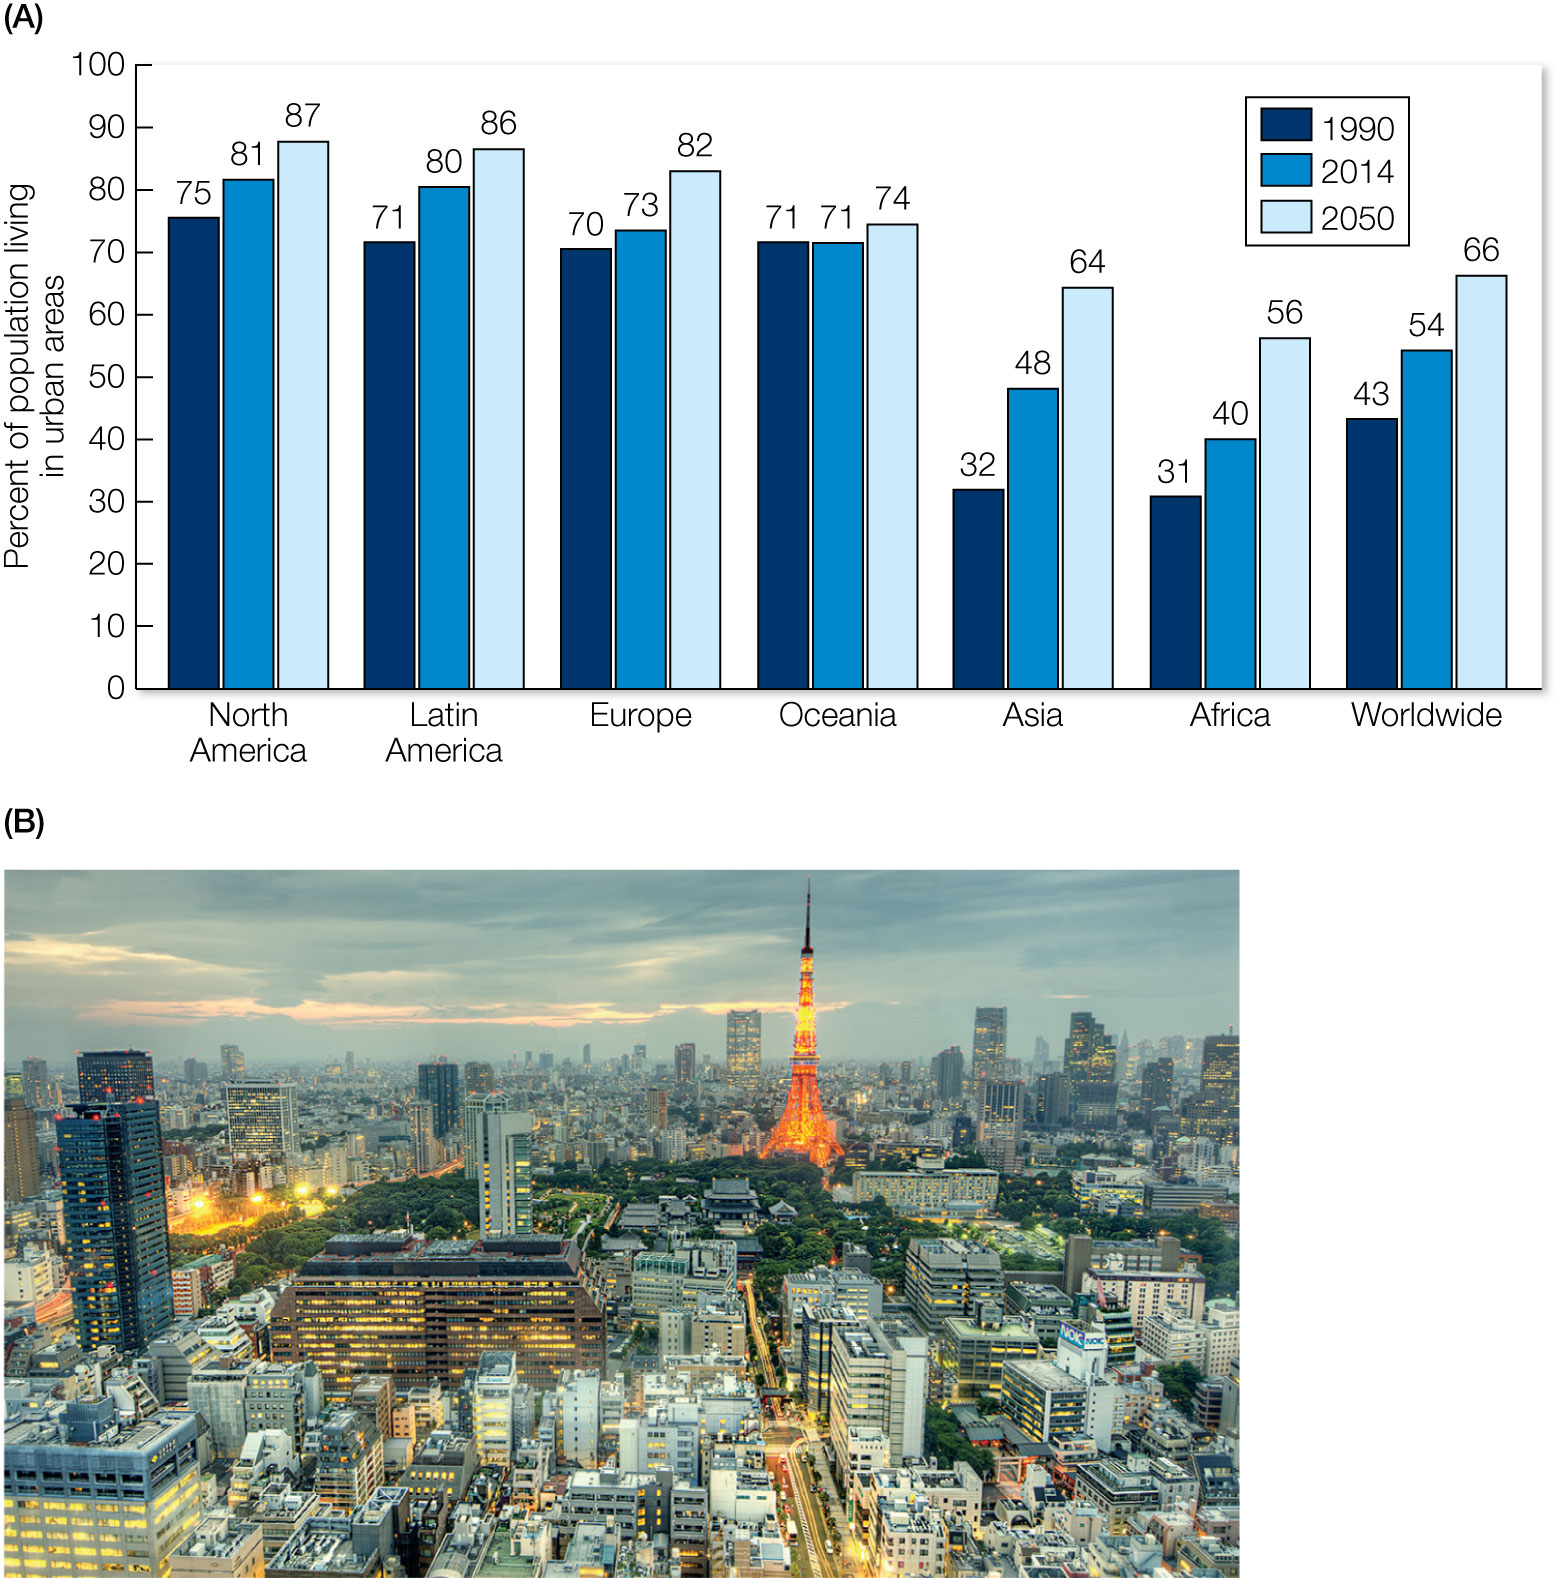 (A)
Percent of population living
in urban areas
100
90
80
70
60
50
40
30
20
10
0
1990
2014
2050
75 81 87
71 80 86
70 73 82
71 71 74
32 48 64
31 40 56
43 54 66
North
America
Latin
America
Europe
Oceania
Asia
Africa
Worldwide
(B)
NOK NOK